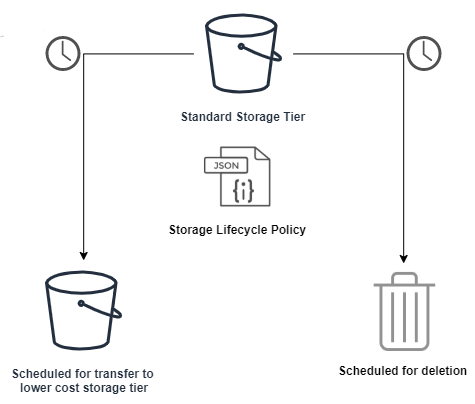 Standard Storage Tier
JSON
{i}
Storage Lifecycle Policy
Scheduled for transfer to
lower cost storage tier
Scheduled for deletion